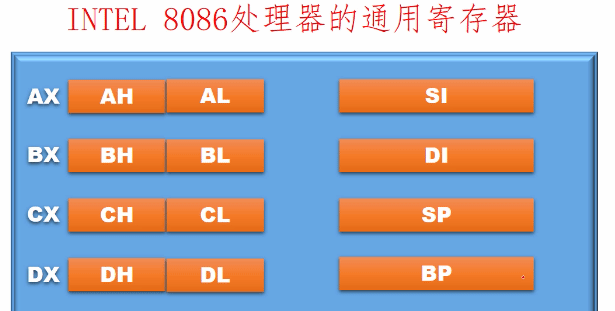 INTEL 8086处理器的通用寄存器
AX AH AL SI
BX BH BL DI
CX CH CL SP
DX DH DL BP